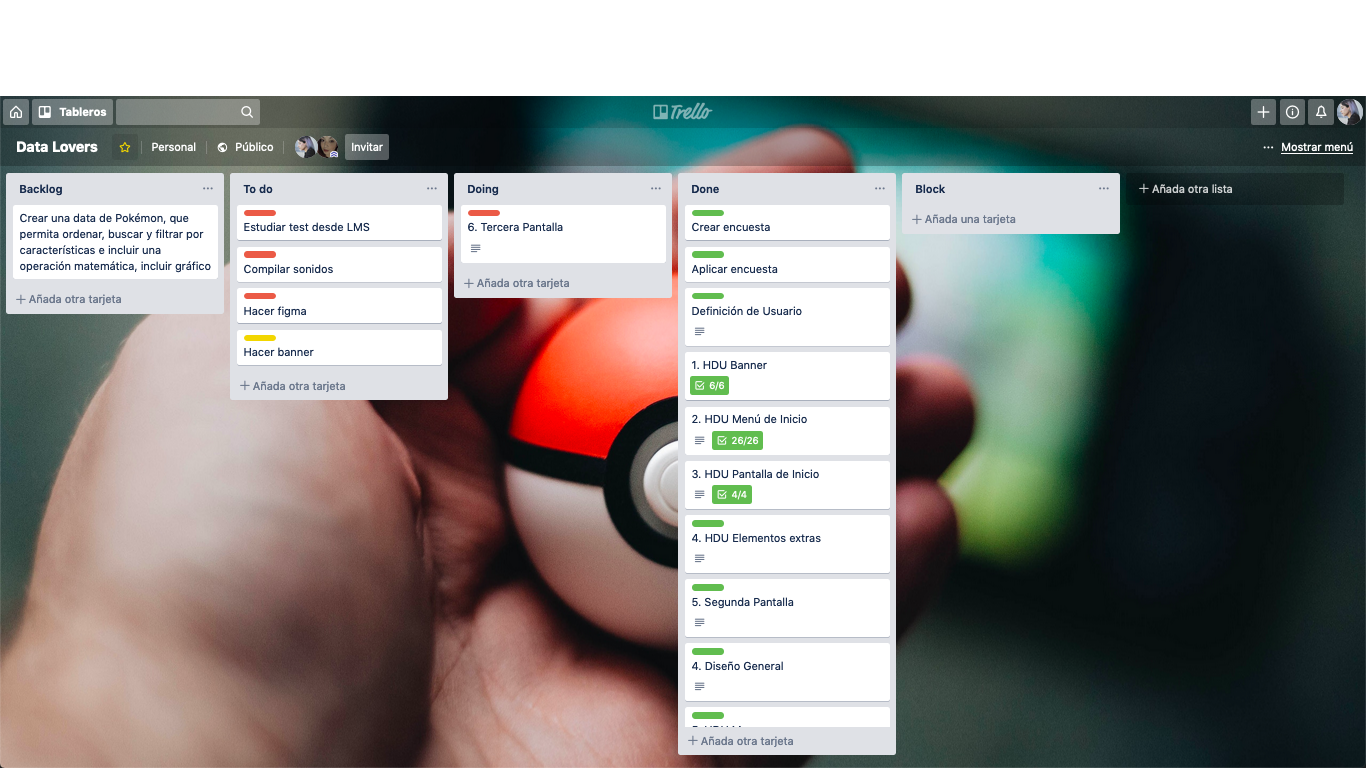 Tableros
Trello
Data Lovers
Personal
Público
Invitar
Mostrar menú
Backlog
Crear una data de Pokémon, que
permita ordenar, buscar y filtrar por
características e incluir una
operación matemática, incluir gráfico
Añada otra tarjeta
To do
Estudiar test desde LMS
Compilar sonidos
Hacer figma
Hacer banner
Añada otra tarjeta
Doing
6. Tercera Pantalla
Añada otra tarjeta
Done
Crear encuesta
Aplicar encuesta
Definición de Usuario
1. HDU Banner
6/6
2. HDU Menú de Inicio
26/26
3. HDU Pantalla de Inicio
4/4
4. HDU Elementos extras
5. Segunda Pantalla
4. Diseño General
Añada otra tarjeta
Block
Añada una tarjeta
Añada otra lista